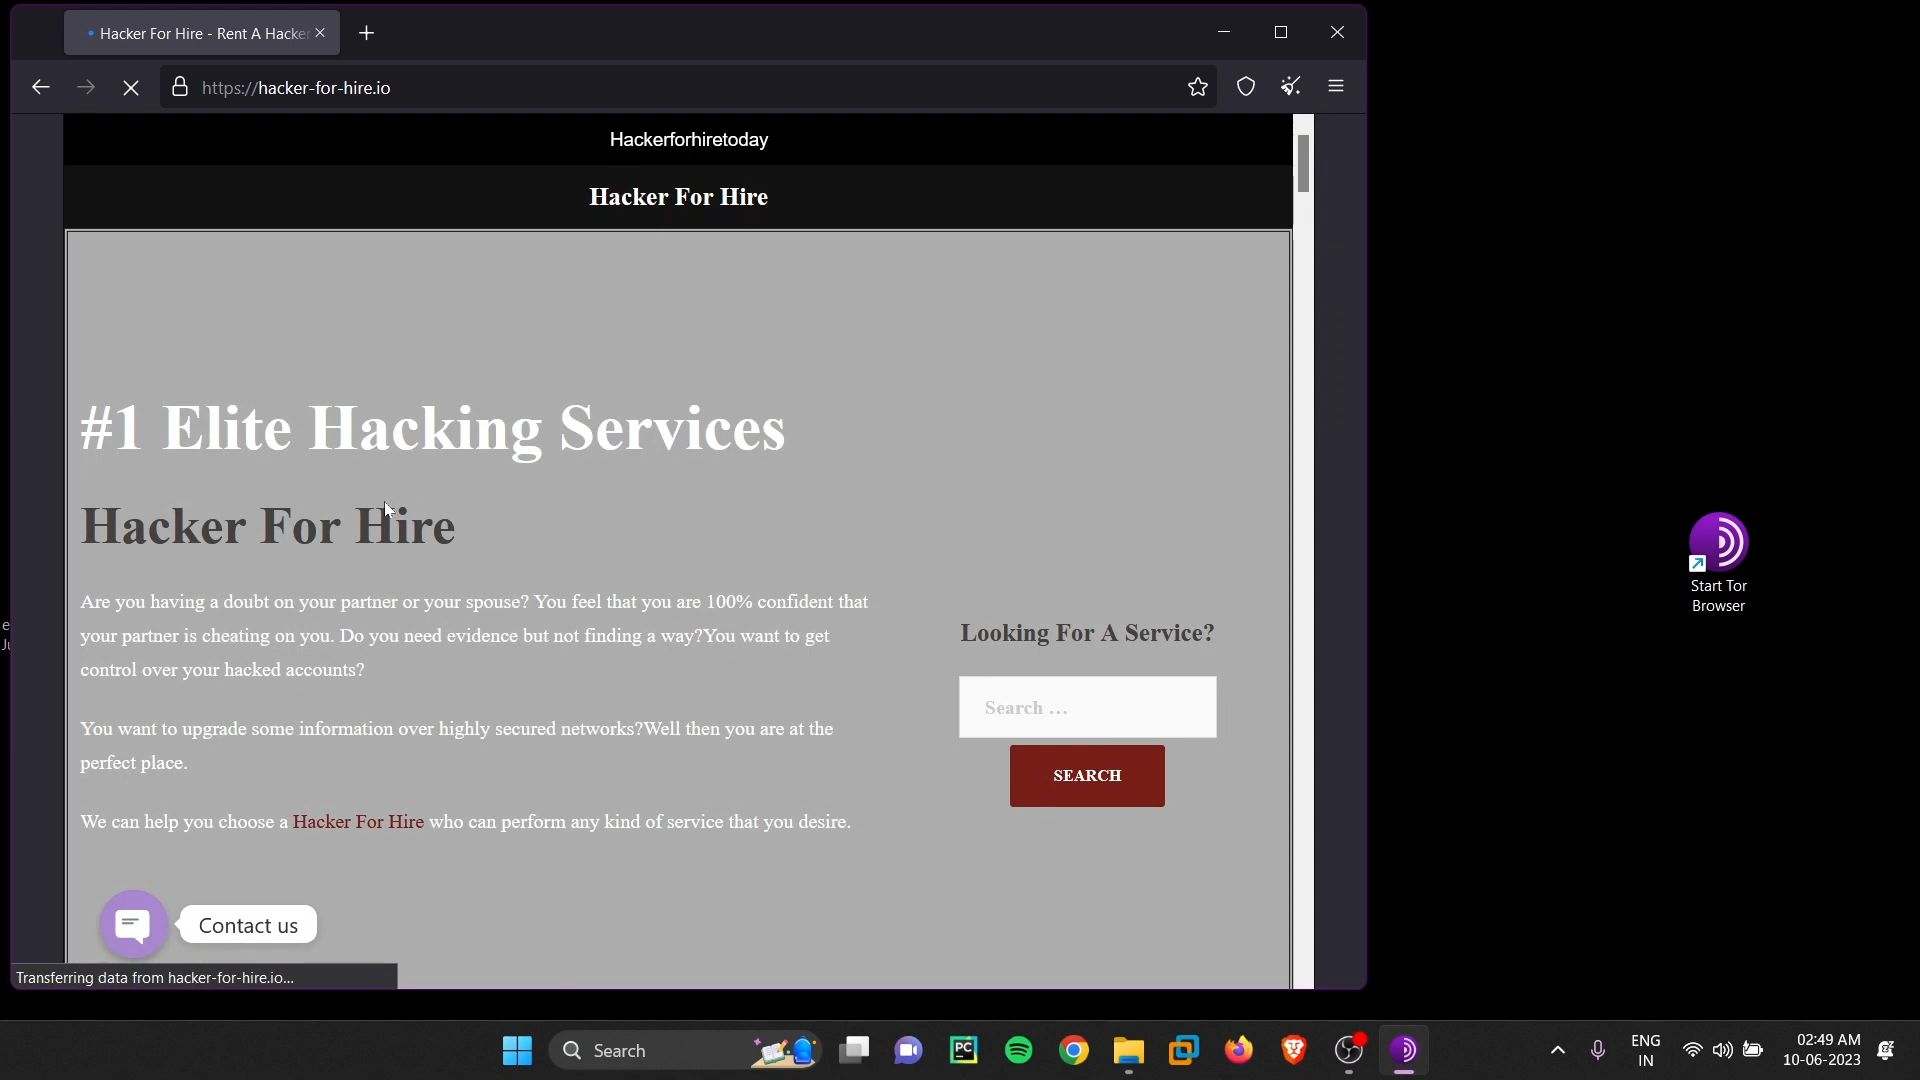 Hacker For Hire - Rent A Hacker
https://hacker-for-hire.io
Hackerforhiretoday
Hacker For Hire
#1 Elite Hacking Services
Hacker For Hire
Are you having a doubt on your partner or your spouse? You feel that you are 100% confident that
your partner is cheating on you. Do you need evidence but not finding a way?You want to get
control over your hacked accounts?
You want to upgrade some information over highly secured networks?Well then you are at the
perfect place.
We can help you choose a Hacker For Hire who can perform any kind of service that you desire.
Looking For A Service?
Search …
SEARCH
Contact us
Transferring data from hacker-for-hire.io...
Start Tor
Browser
Search
PC
ENG
IN
02:49 AM
10-06-2023